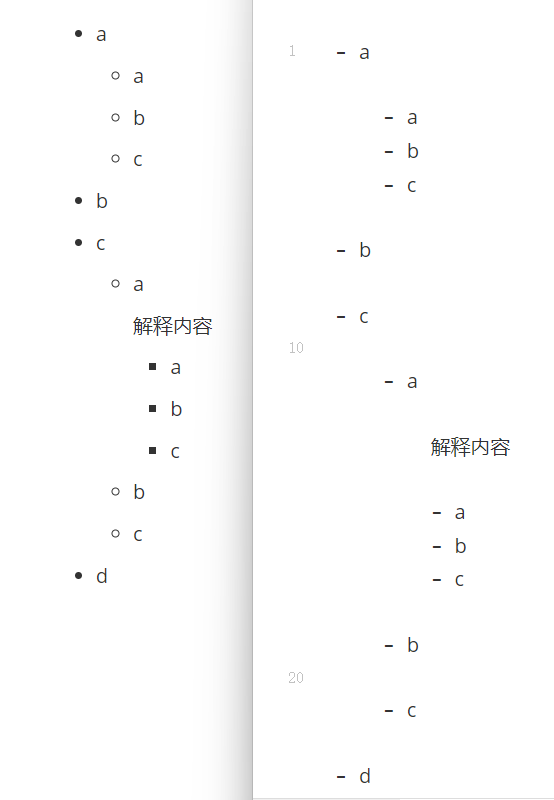 • a
○ a
○ b
○ c
• b
• c
○ a
解释内容
▪ a
▪ b
▪ c
○ b
○ c
• d
1 - a
- a
- b
- c
- b
- c
10
- a
解释内容
- a
- b
- c
- b
20
- c
- d